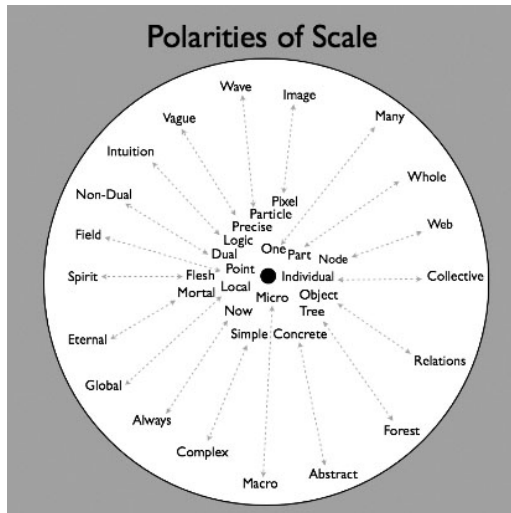 Polarities of Scale
Wave
Image
Vague
Many
Intuition
Whole
Non-Dual
Pixel
Particle
Precise
Web
Field
Logic
One
Part
Node
Dual
Point
Spirit
Flesh
Individual
Collective
Mortal
Local
Micro
Object
Now
Tree
Eternal
Simple
Concrete
Relations
Global
Always
Forest
Complex
Abstract
Macro